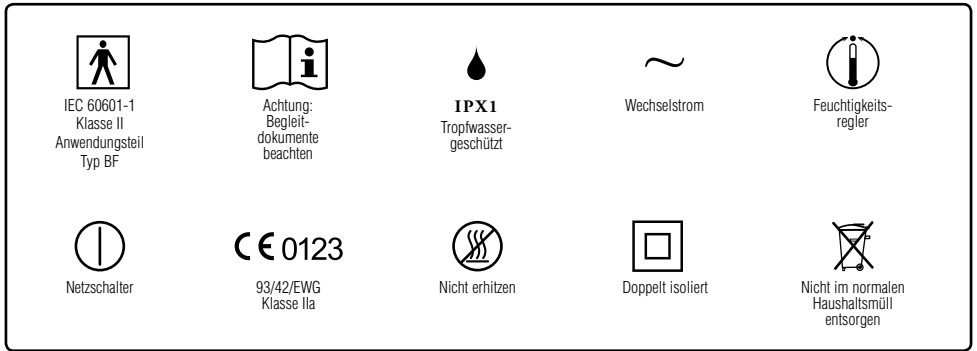 IEC 60601-1
Klasse II
Anwendungsteil
Typ BF
Achtung:
Begleit-
dokumente
beachten
IPX1
Tropfwasser-
geschützt
~
Wechselstrom
Feuchtigkeits-
regler
Netzschalter
CE 0123
93/42/EWG
Klasse IIa
Nicht erhitzen
Doppelt isoliert
Nicht im normalen
Haushaltsmüll
entsorgen